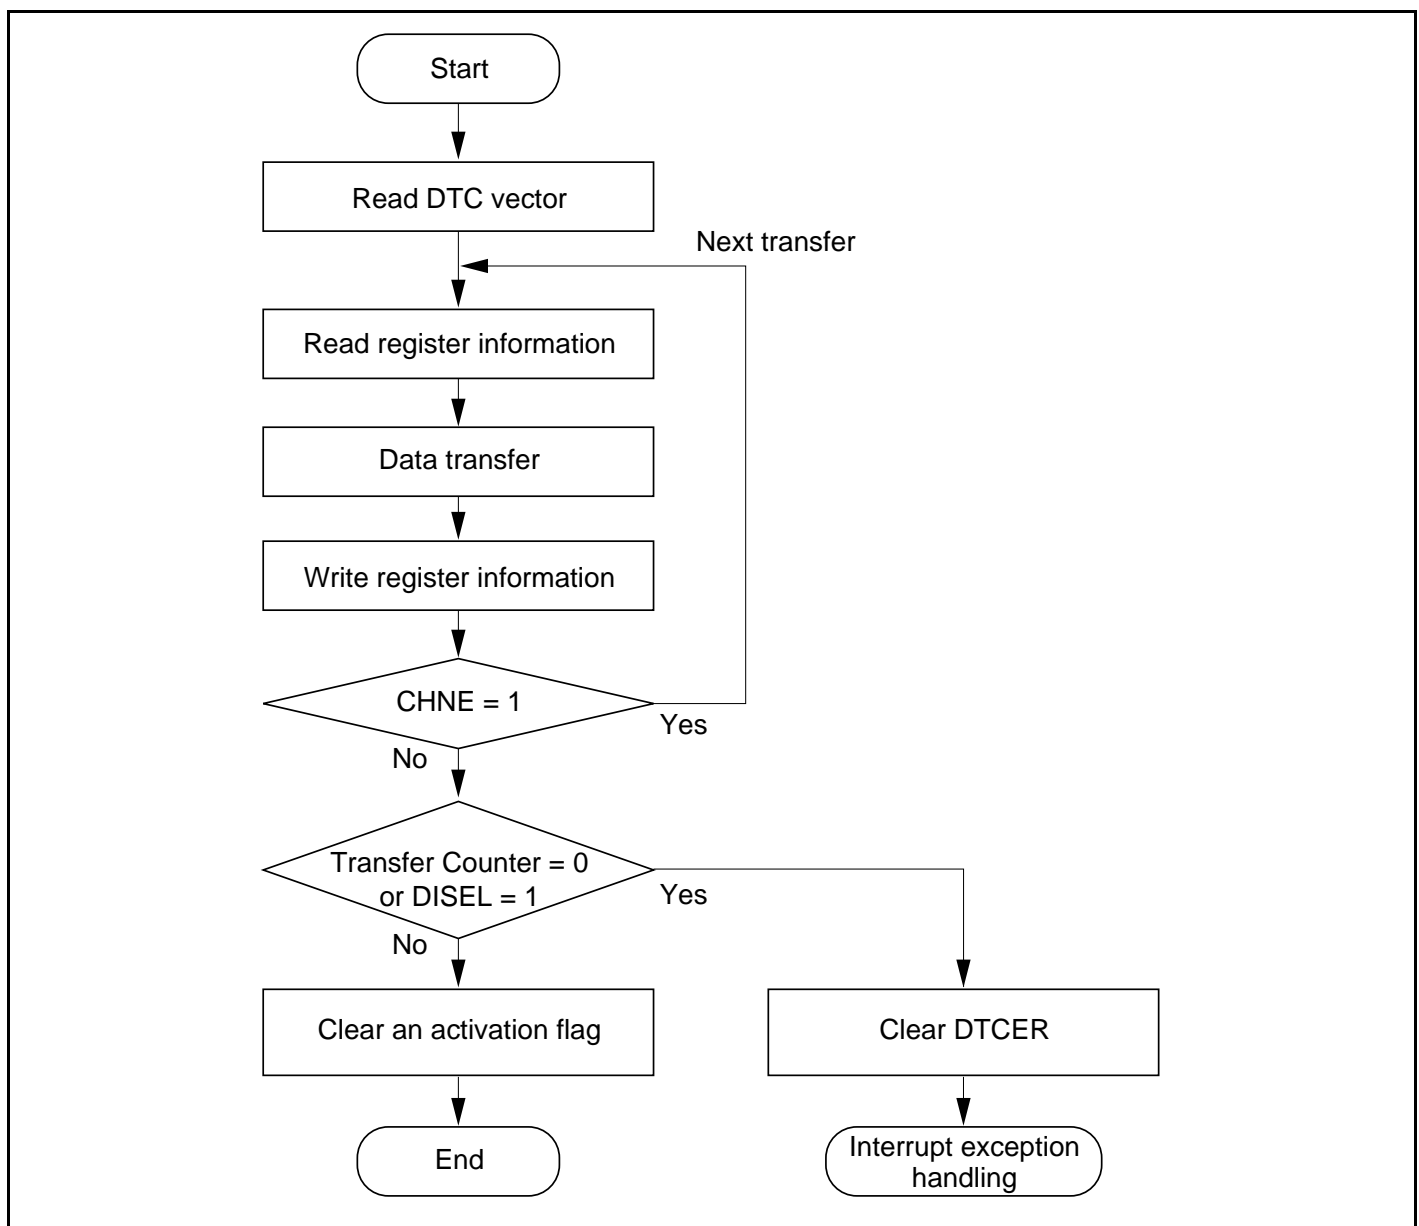 Start
Read DTC vector
Next transfer
Read register information
Data transfer
Write register information
CHNE = 1
Yes
No
Transfer Counter = 0
or DISEL = 1
Yes
No
Clear an activation flag
Clear DTCER
End
Interrupt exception
handling